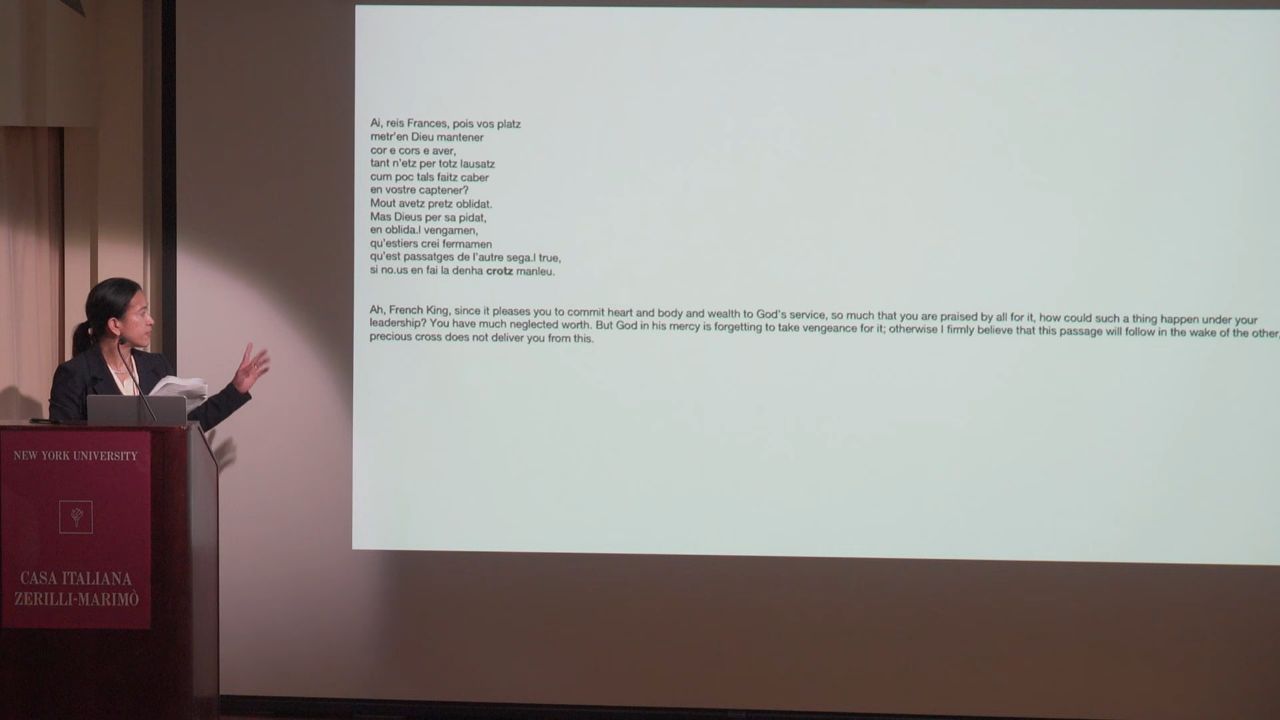 Ai, reis Frances, pois vos platz
metr'en Dieu mantener
cor e cors e aver,
tant n'etz per totz lausatz
cum poc tals faitz caber
en vostre captener?
Mout avetz pretz oblidat.
Mas Dieus per sa pidat,
en oblida.l vengamen,
qu'estiers crei fermamen
qu'est passatges de l'autre sega.l true,
si no.us en fai la denha crotz manleu.
Ah, French King, since it pleases you to commit heart and body and wealth to God's service, so much that you are praised by all for it, how could such a thing happen under your
leadership? You have much neglected worth. But God in his mercy is forgetting to take vengeance for it; otherwise I firmly believe that this passage will follow in the wake of the other,
precious cross does not deliver you from this.
NEW YORK UNIVERSITY
CASA ITALIANA
ZERILLI-MARIMÒ